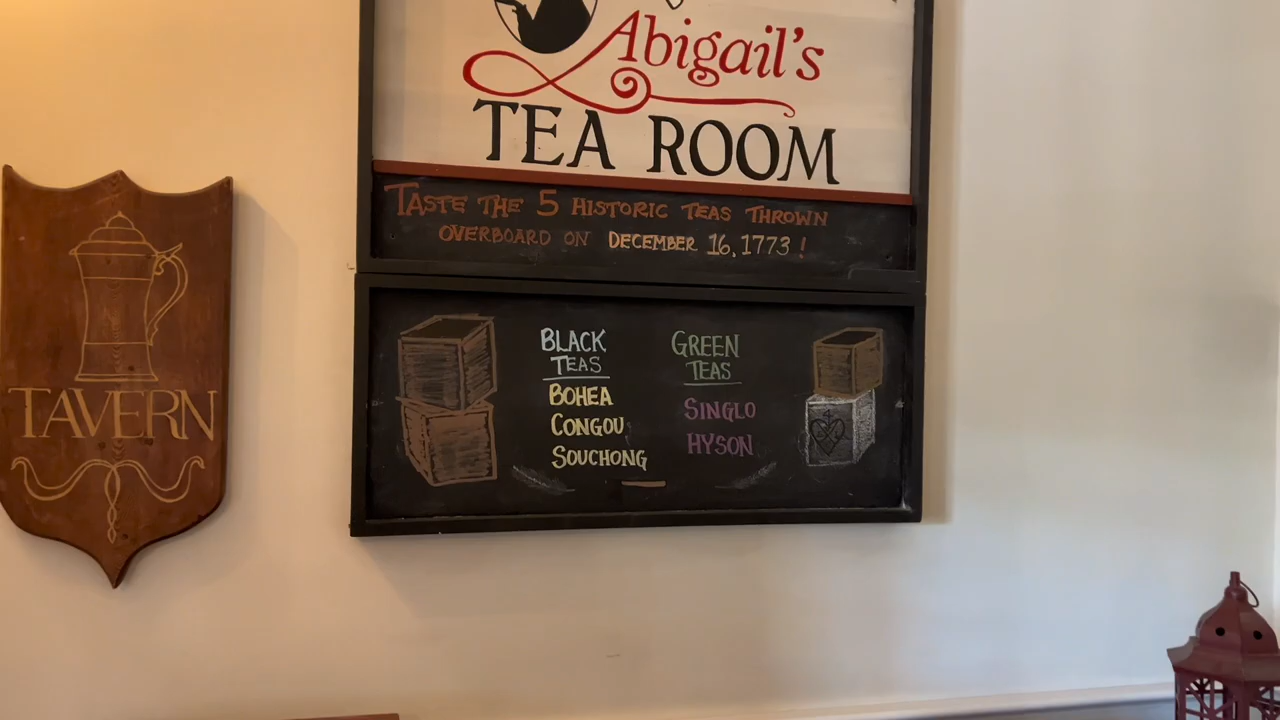 Abigail's
TEA ROOM
TASTE THE 5 HISTORIC TEAS THROWN
OVERBOARD ON DECEMBER 16, 1773!
BLACK
TEAS
BOHEA
CONGOU
SOUCHONG
GREEN
TEAS
SINGLO
HYSON
TAVERN